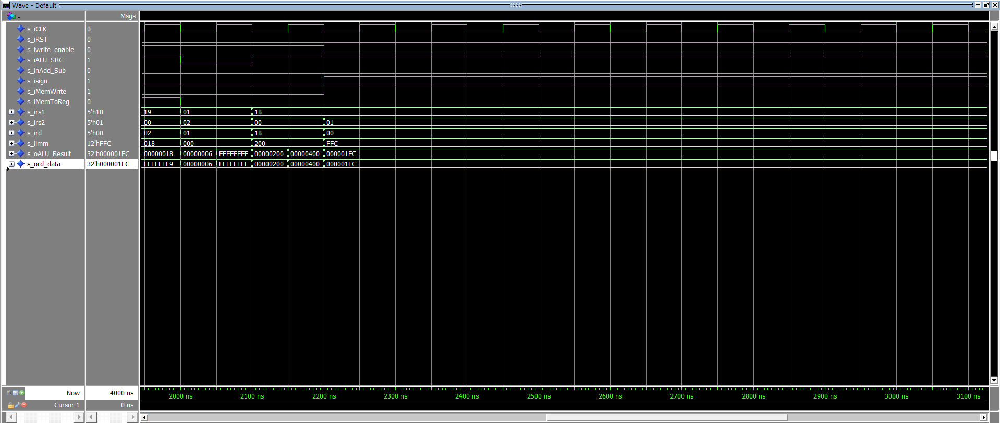 Wave - Default
Msgs
s_iCLK 0
s_iRST 0
s_iwrite_enable 0
s_iALU_SRC 1
s_inAdd_Sub 0
s_isign 1
s_iMemWrite 1
s_iMemToReg 0
s_irs1 5'h1B 19 01 1B
s_irs2 5'h01 00 02 00 01
s_ird 5'h00 02 01 1B 00
s_iimm 12'hFFC 018 000 200 FFC
s_oALU_Result 32'h000001FC 00000018 00000006 FFFFFFFF 00000200 00000400 000001FC
s_ord_data 32'h000001FC FFFFFFF9 00000006 FFFFFFFF 00000200 00000400 000001FC
Now 4000 ns
2000 ns 2100 ns 2200 ns 2300 ns 2400 ns 2500 ns 2600 ns 2700 ns 2800 ns 2900 ns 3000 ns 3100 ns
Cursor 1 0 ns